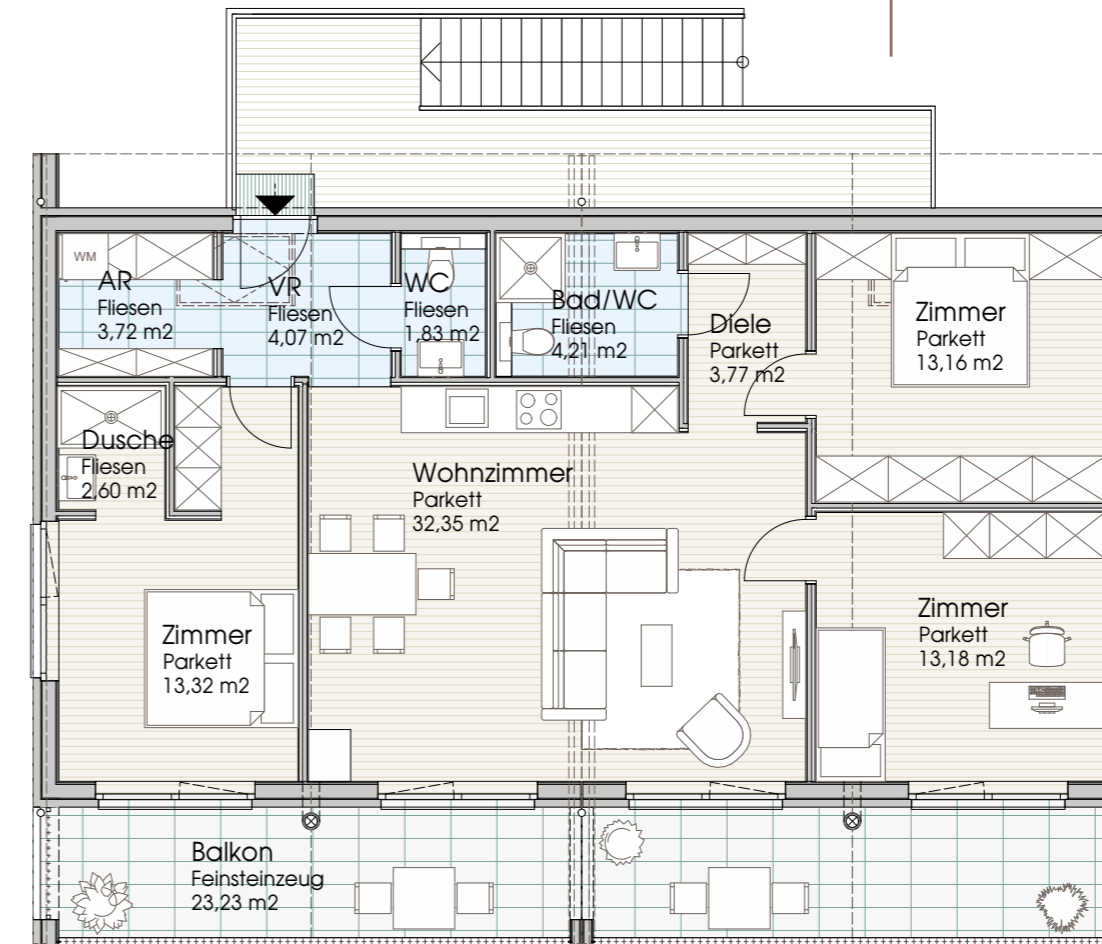 WM
AR
Fliesen
3,72 m2
VR
Fliesen
4,07 m2
WC
Fliesen
1,83 m2
Bad/WC
Fliesen
4,21 m2
Diele
Parkett
3,77 m2
Zimmer
Parkett
13,16 m2
Dusche
Fliesen
2,60 m2
Wohnzimmer
Parkett
32,35 m2
Zimmer
Parkett
13,32 m2
Zimmer
Parkett
13,18 m2
Balkon
Feinsteinzeug
23,23 m2